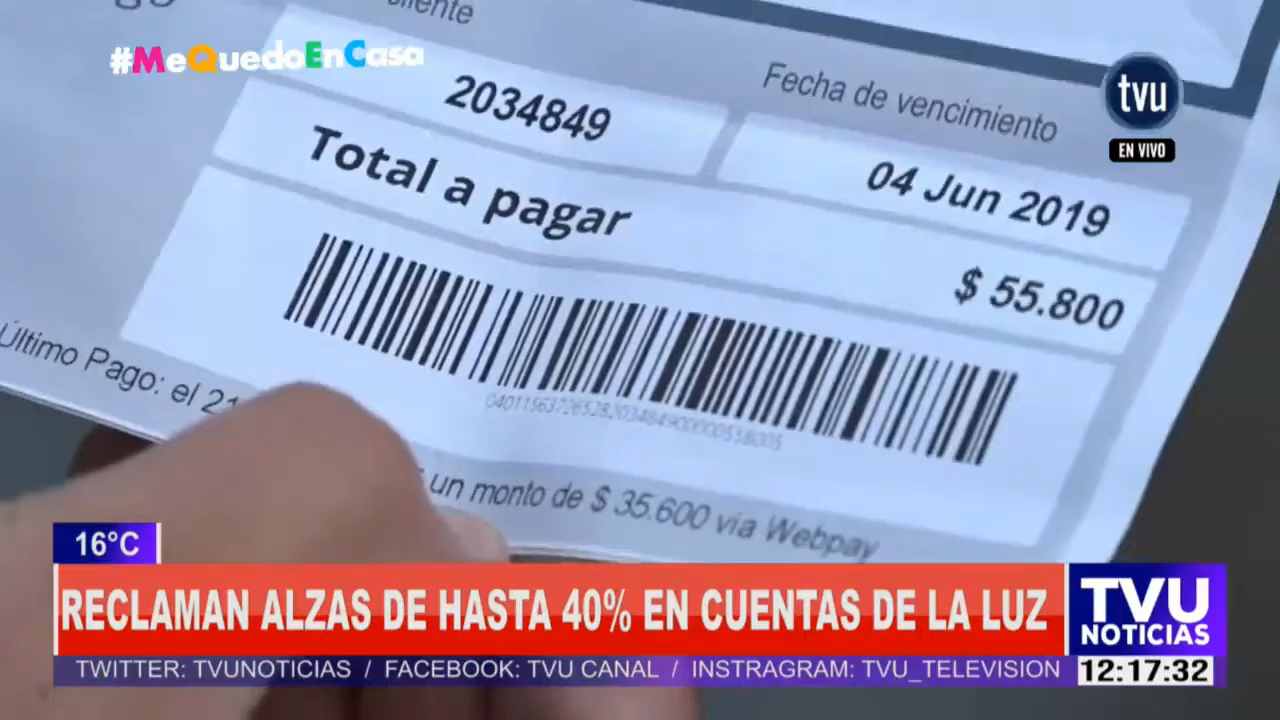 cliente
#MeQuedoEnCasa
tvu
EN VIVO
2034849
Fecha de vencimiento
04 Jun 2019
Total a pagar
$ 55.800
Último Pago: el 21
un monto de $ 35.600 via Webpay
16°C
RECLAMAN ALZAS DE HASTA 40% EN CUENTAS DE LA LUZ
TVU
NOTICIAS
TWITTER: TVUNOTICIAS / FACEBOOK: TVU CANAL / INSTRAGRAM: TVU_TELEVISION
12:17:32